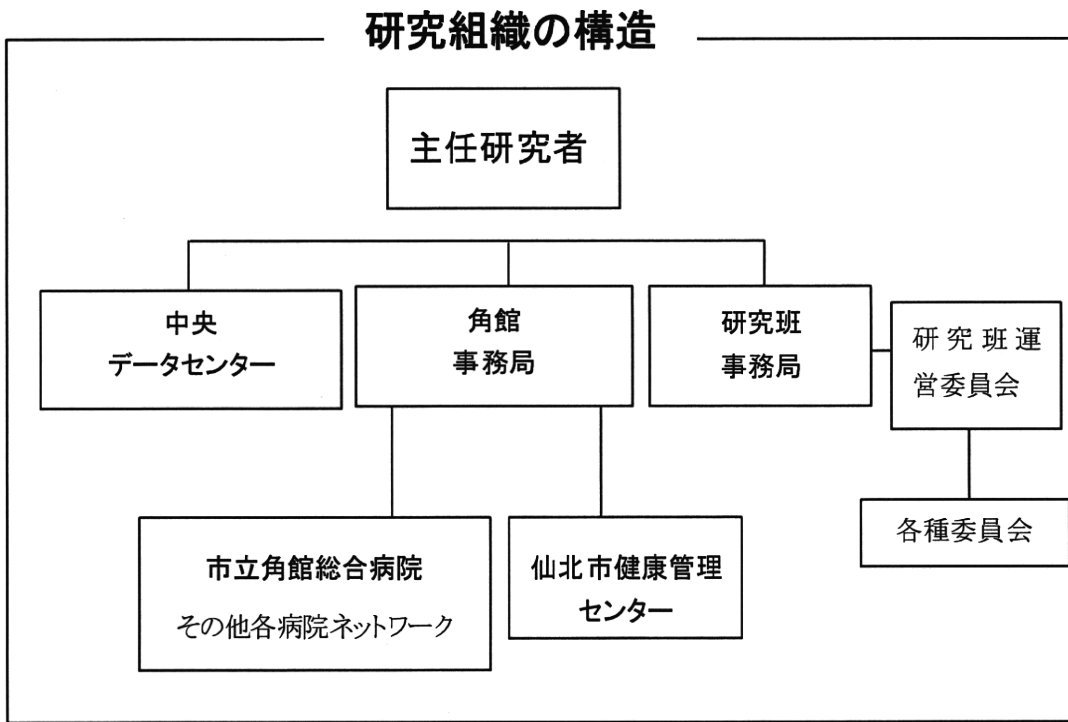 研究組織の構造
主任研究者
中央
データセンター
角館
事務局
研究班
事務局
研究班運
営委員会
各種委員会
市立角館総合病院
その他各病院ネットワーク
仙北市健康管理
センター